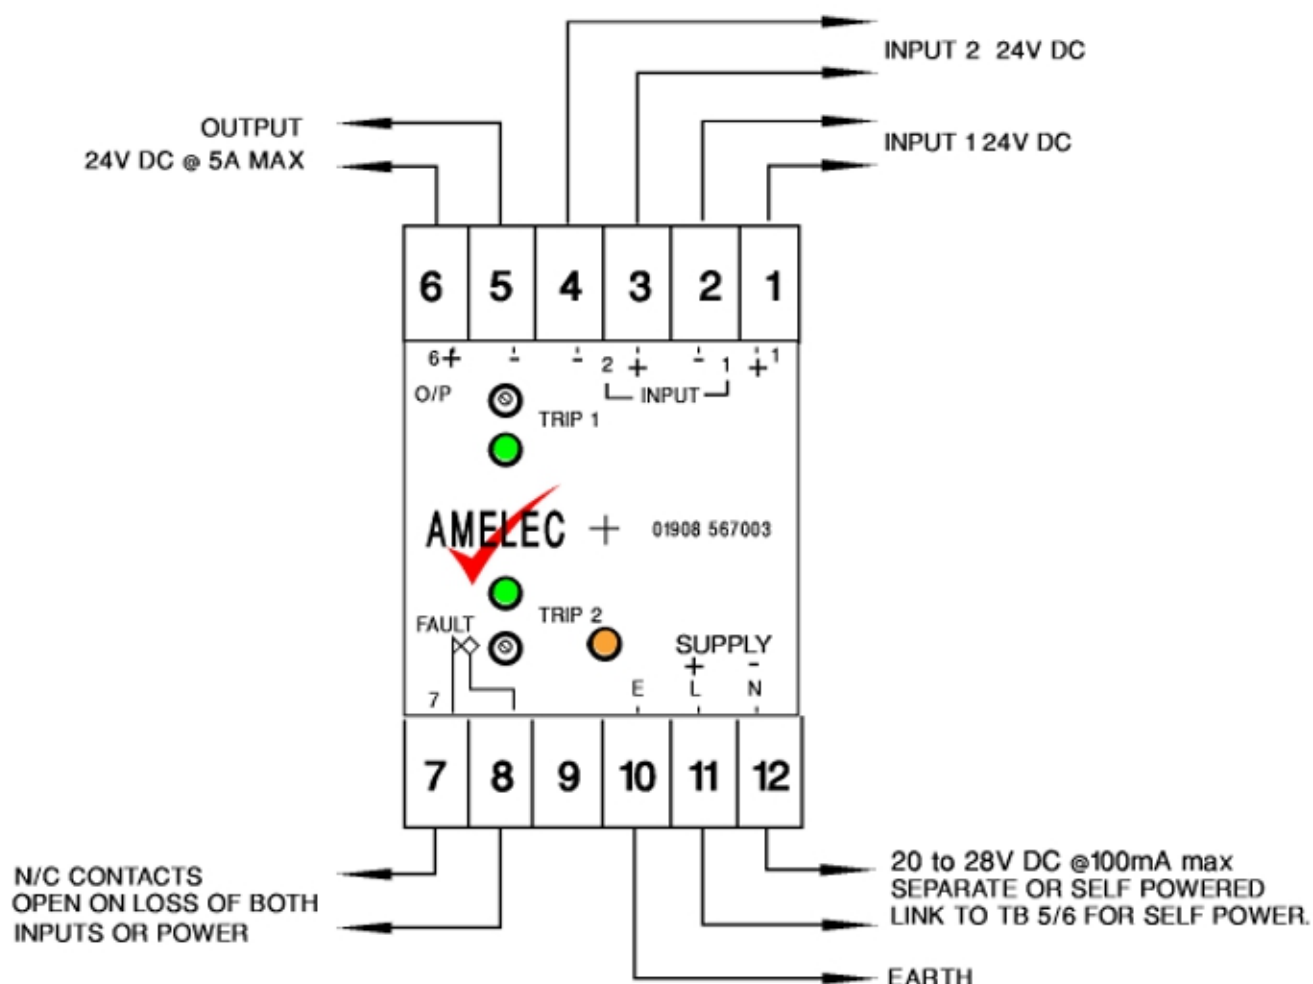 INPUT 2 24V DC
OUTPUT
24V DC @ 5A MAX
INPUT 1 24V DC
6 5 4 3 2 1
6+ - - 2 + - 1 + 1
O/P
INPUT
TRIP 1
AMELEC + 01908 567003
TRIP 2
FAULT
SUPPLY
+ -
E L N
7
7 8 9 10 11 12
N/C CONTACTS
OPEN ON LOSS OF BOTH
INPUTS OR POWER
20 to 28V DC @100mA max
SEPARATE OR SELF POWERED
LINK TO TB 5/6 FOR SELF POWER.
EARTH